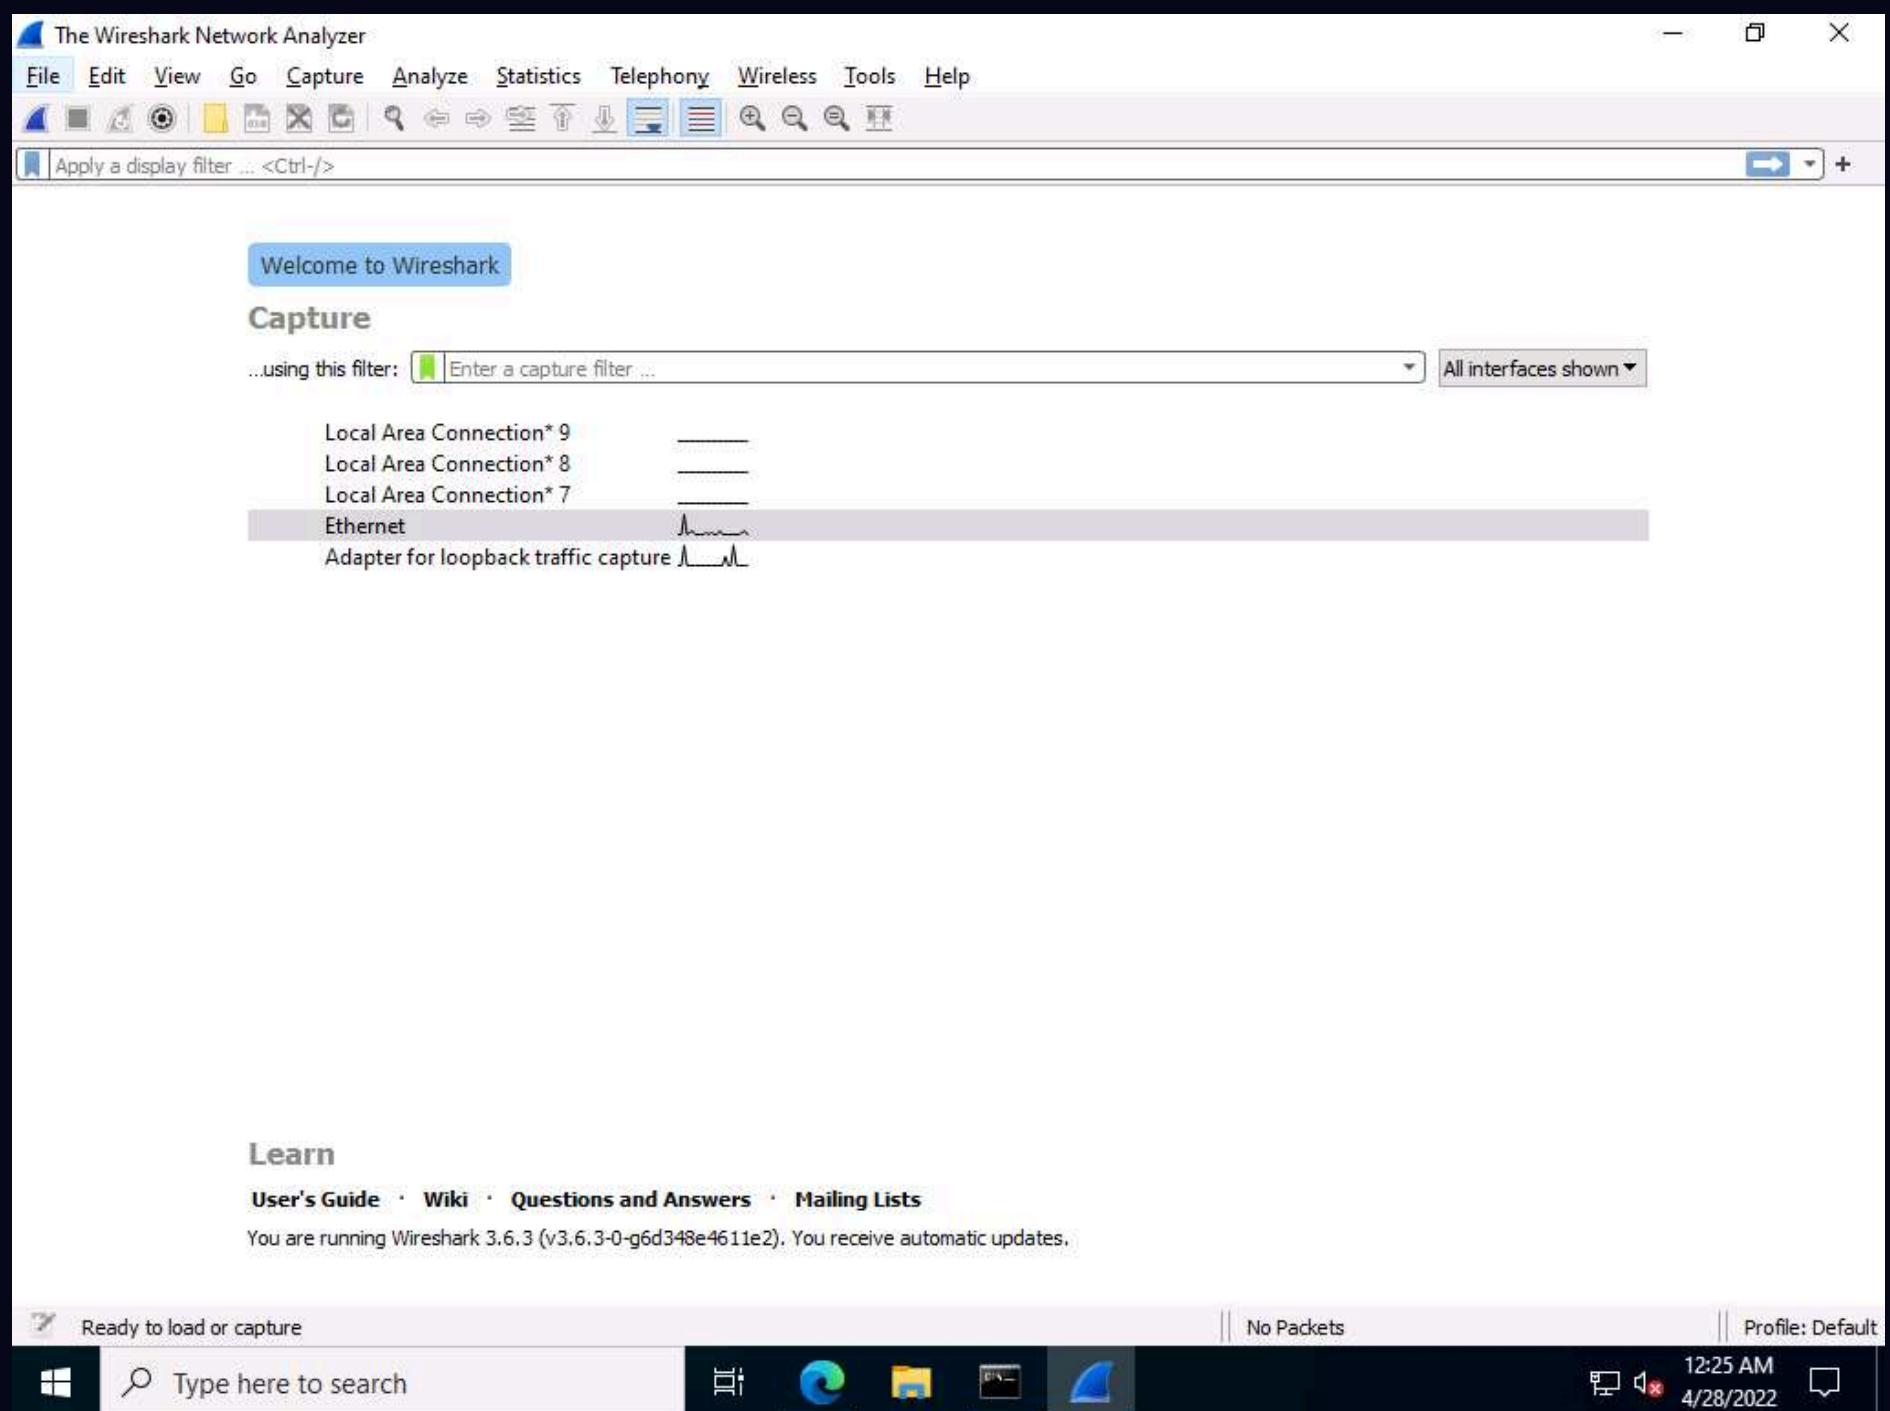 The Wireshark Network Analyzer
File Edit View Go Capture Analyze Statistics Telephony Wireless Tools Help
Apply a display filter ... <Ctrl-/>
Welcome to Wireshark
Capture
...using this filter: Enter a capture filter ... All interfaces shown
Local Area Connection* 9
Local Area Connection* 8
Local Area Connection* 7
Ethernet
Adapter for loopback traffic capture
Learn
User's Guide · Wiki · Questions and Answers · Mailing Lists
You are running Wireshark 3.6.3 (v3.6.3-0-g6d348e4611e2). You receive automatic updates.
Ready to load or capture No Packets Profile: Default
Type here to search 12:25 AM
4/28/2022